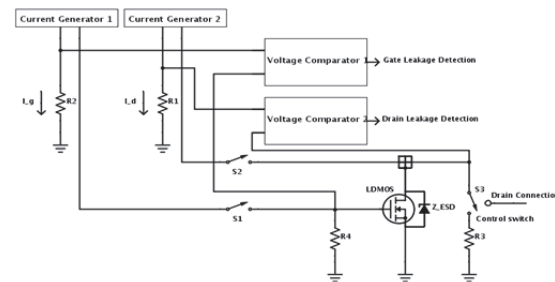 Current Generator 1
Current Generator 2
Voltage Comparator 1
Gate Leakage Detection
I_g
R2
I_d
R1
Voltage Comparator 2
Drain Leakage Detection
S2
LDMOS
S3
Drain Connection
Z_ESD
Control switch
S1
R4
R3